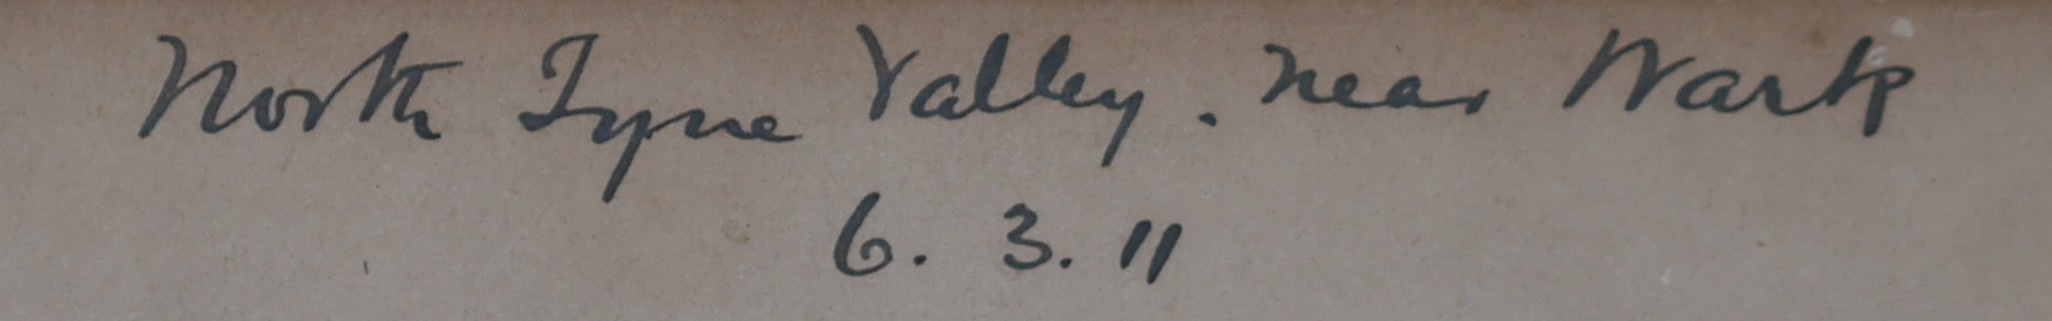 North Tyne Valley. near Wark
6. 3. 11